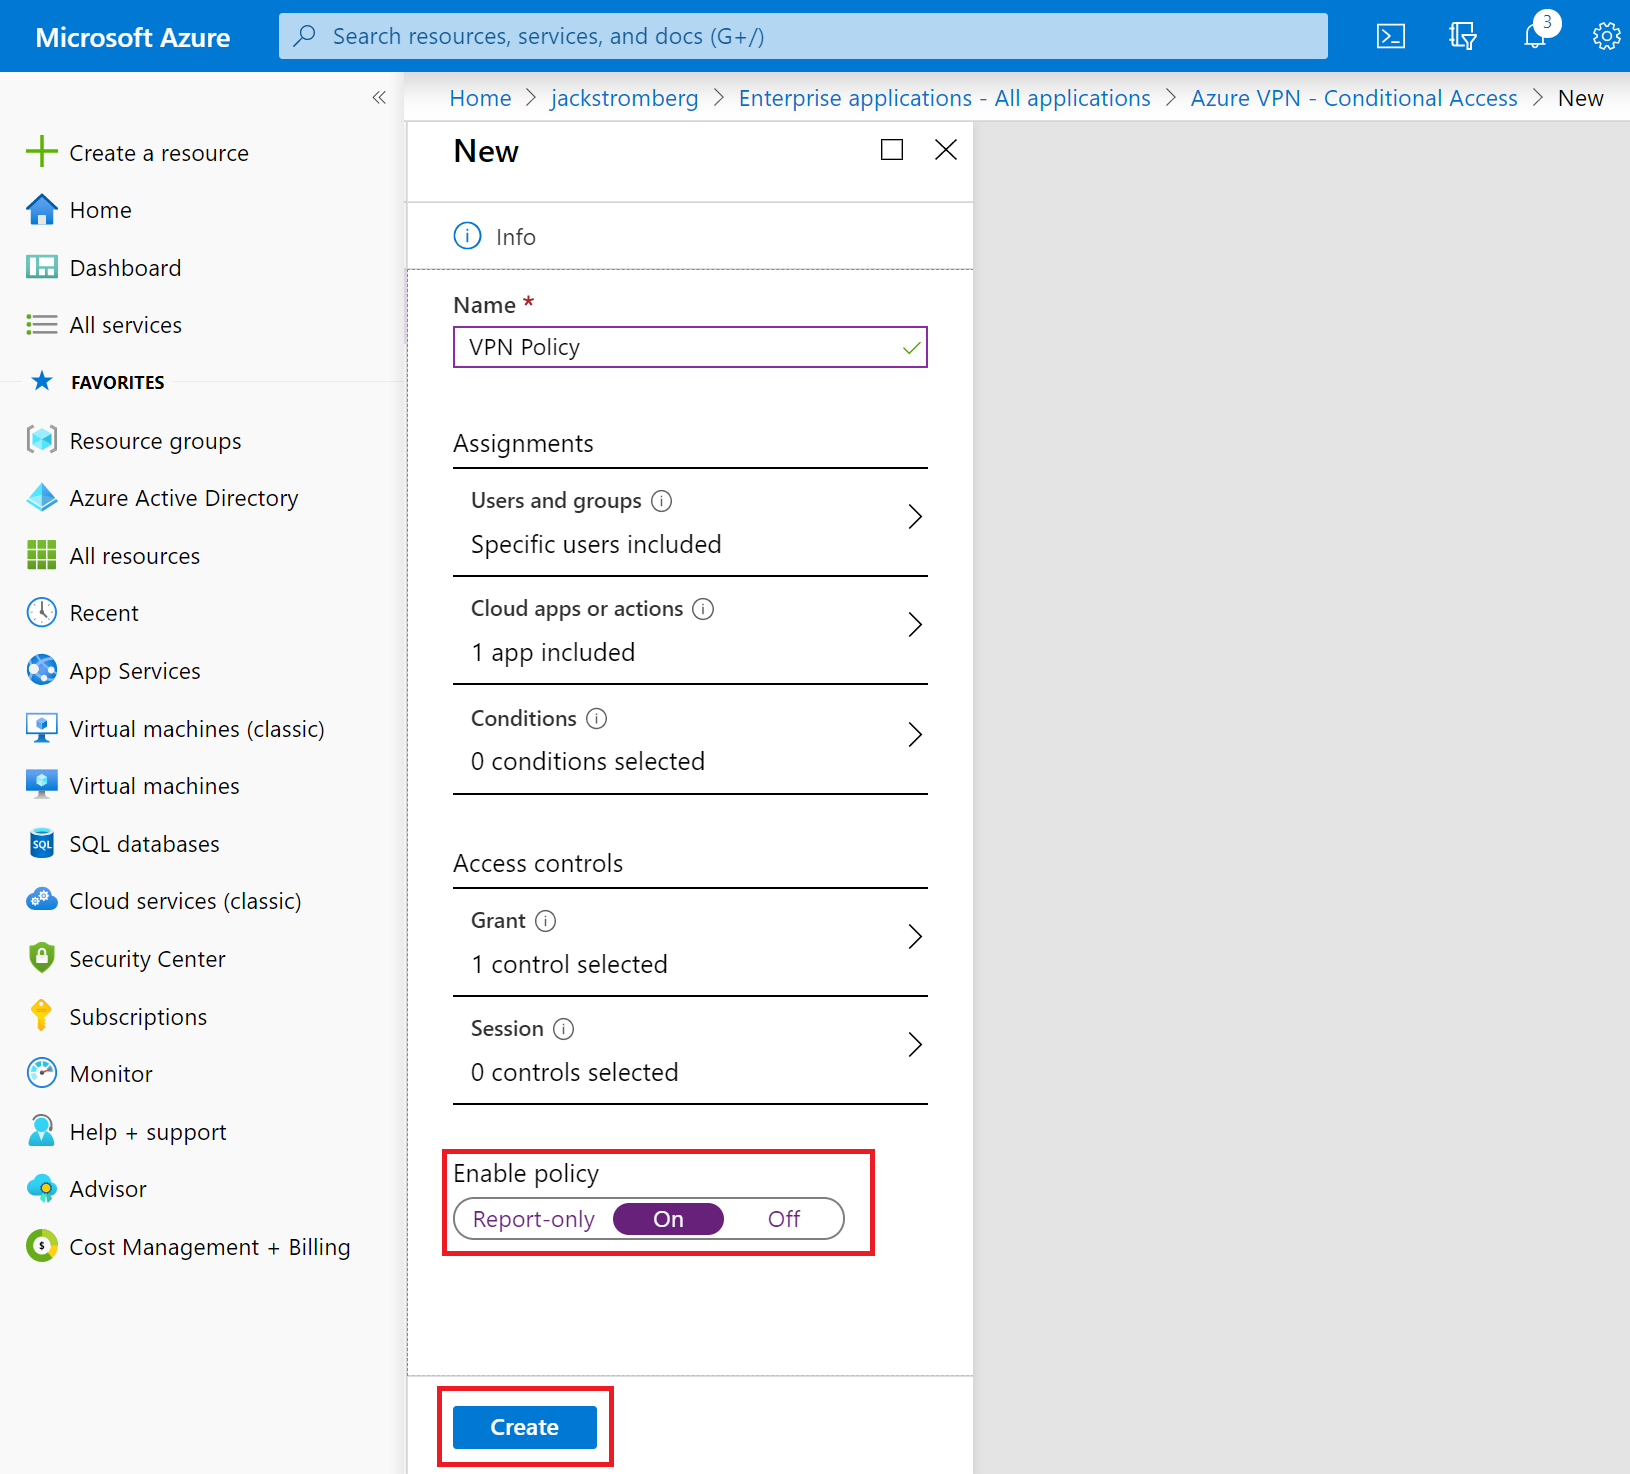 Microsoft Azure
Search resources, services, and docs (G+/)
3
Home > jackstromberg > Enterprise applications - All applications > Azure VPN - Conditional Access > New
Create a resource
Home
Dashboard
All services
FAVORITES
Resource groups
Azure Active Directory
All resources
Recent
App Services
Virtual machines (classic)
Virtual machines
SQL
SQL databases
Cloud services (classic)
Security Center
Subscriptions
Monitor
Help + support
Advisor
$
Cost Management + Billing
New
Info
Name *
VPN Policy
Assignments
Users and groups
Specific users included
Cloud apps or actions
1 app included
Conditions
0 conditions selected
Access controls
Grant
1 control selected
Session
0 controls selected
Enable policy
Report-only On Off
Create